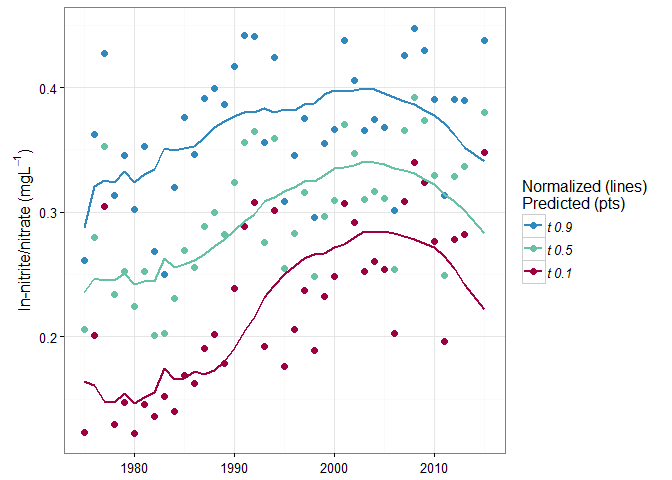 ln-nitrite/nitrate (mgL⁻¹)
0.4
0.3
0.2
1980
1990
2000
2010
Normalized (lines)
Predicted (pts)
t 0.9
t 0.5
t 0.1